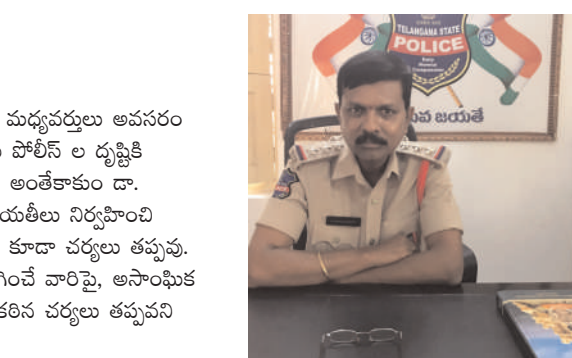 మధ్యవర్తులు అవసరం
పోలీస్ ల దృష్టికి
అంతేకాకుం డా.
యతీలు నిర్వహించి
కూడా చర్యలు తప్పవు.
గించే వారిపై, అసాంఘిక
కఠిన చర్యలు తప్పవని
TELANGANA STATE
POLICE
జయతే